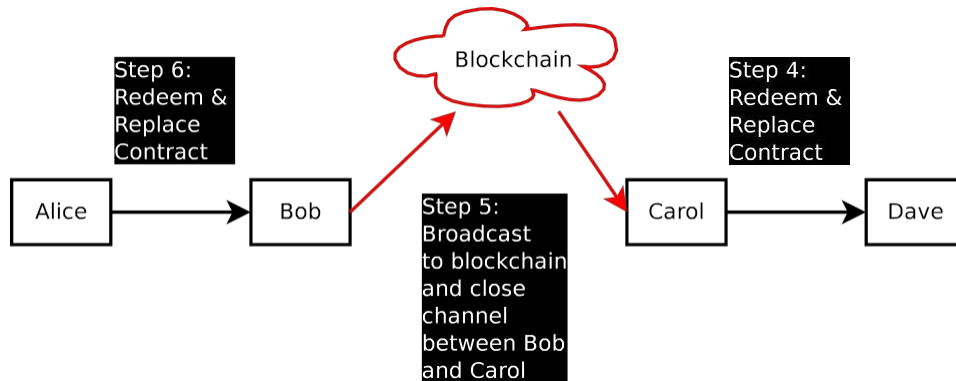 Blockchain
Step 6:
Redeem &
Replace
Contract
Step 4:
Redeem &
Replace
Contract
Alice
Bob
Step 5:
Broadcast
to blockchain
and close
channel
between Bob
and Carol
Carol
Dave